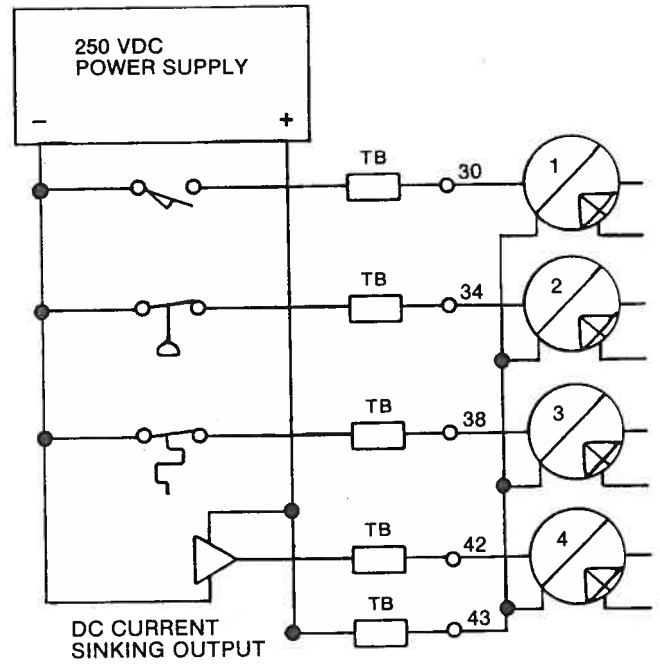 250 VDC
POWER SUPPLY
− +
TB 30 1
TB 34 2
TB 38 3
TB 42 4
TB 43
DC CURRENT
SINKING OUTPUT